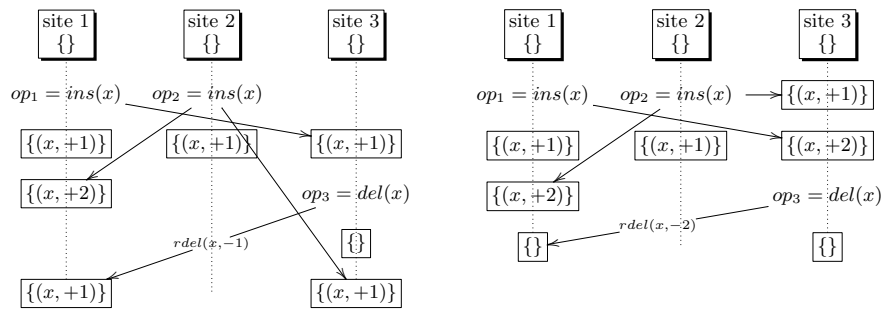 site 1 site 2 site 3
{} {} {}
op₁ = ins(x) op₂ = ins(x)
{(x, +1)} {(x, +1)} {(x, +1)}
{(x, +2)}
op₃ = del(x)
rdel(x,−1)
{}
{(x, +1)} {(x, +1)}
site 1 site 2 site 3
{} {} {}
op₁ = ins(x) op₂ = ins(x) {(x, +1)}
{(x, +1)} {(x, +1)} {(x, +2)}
{(x, +2)} op₃ = del(x)
rdel(x,−2)
{} {}